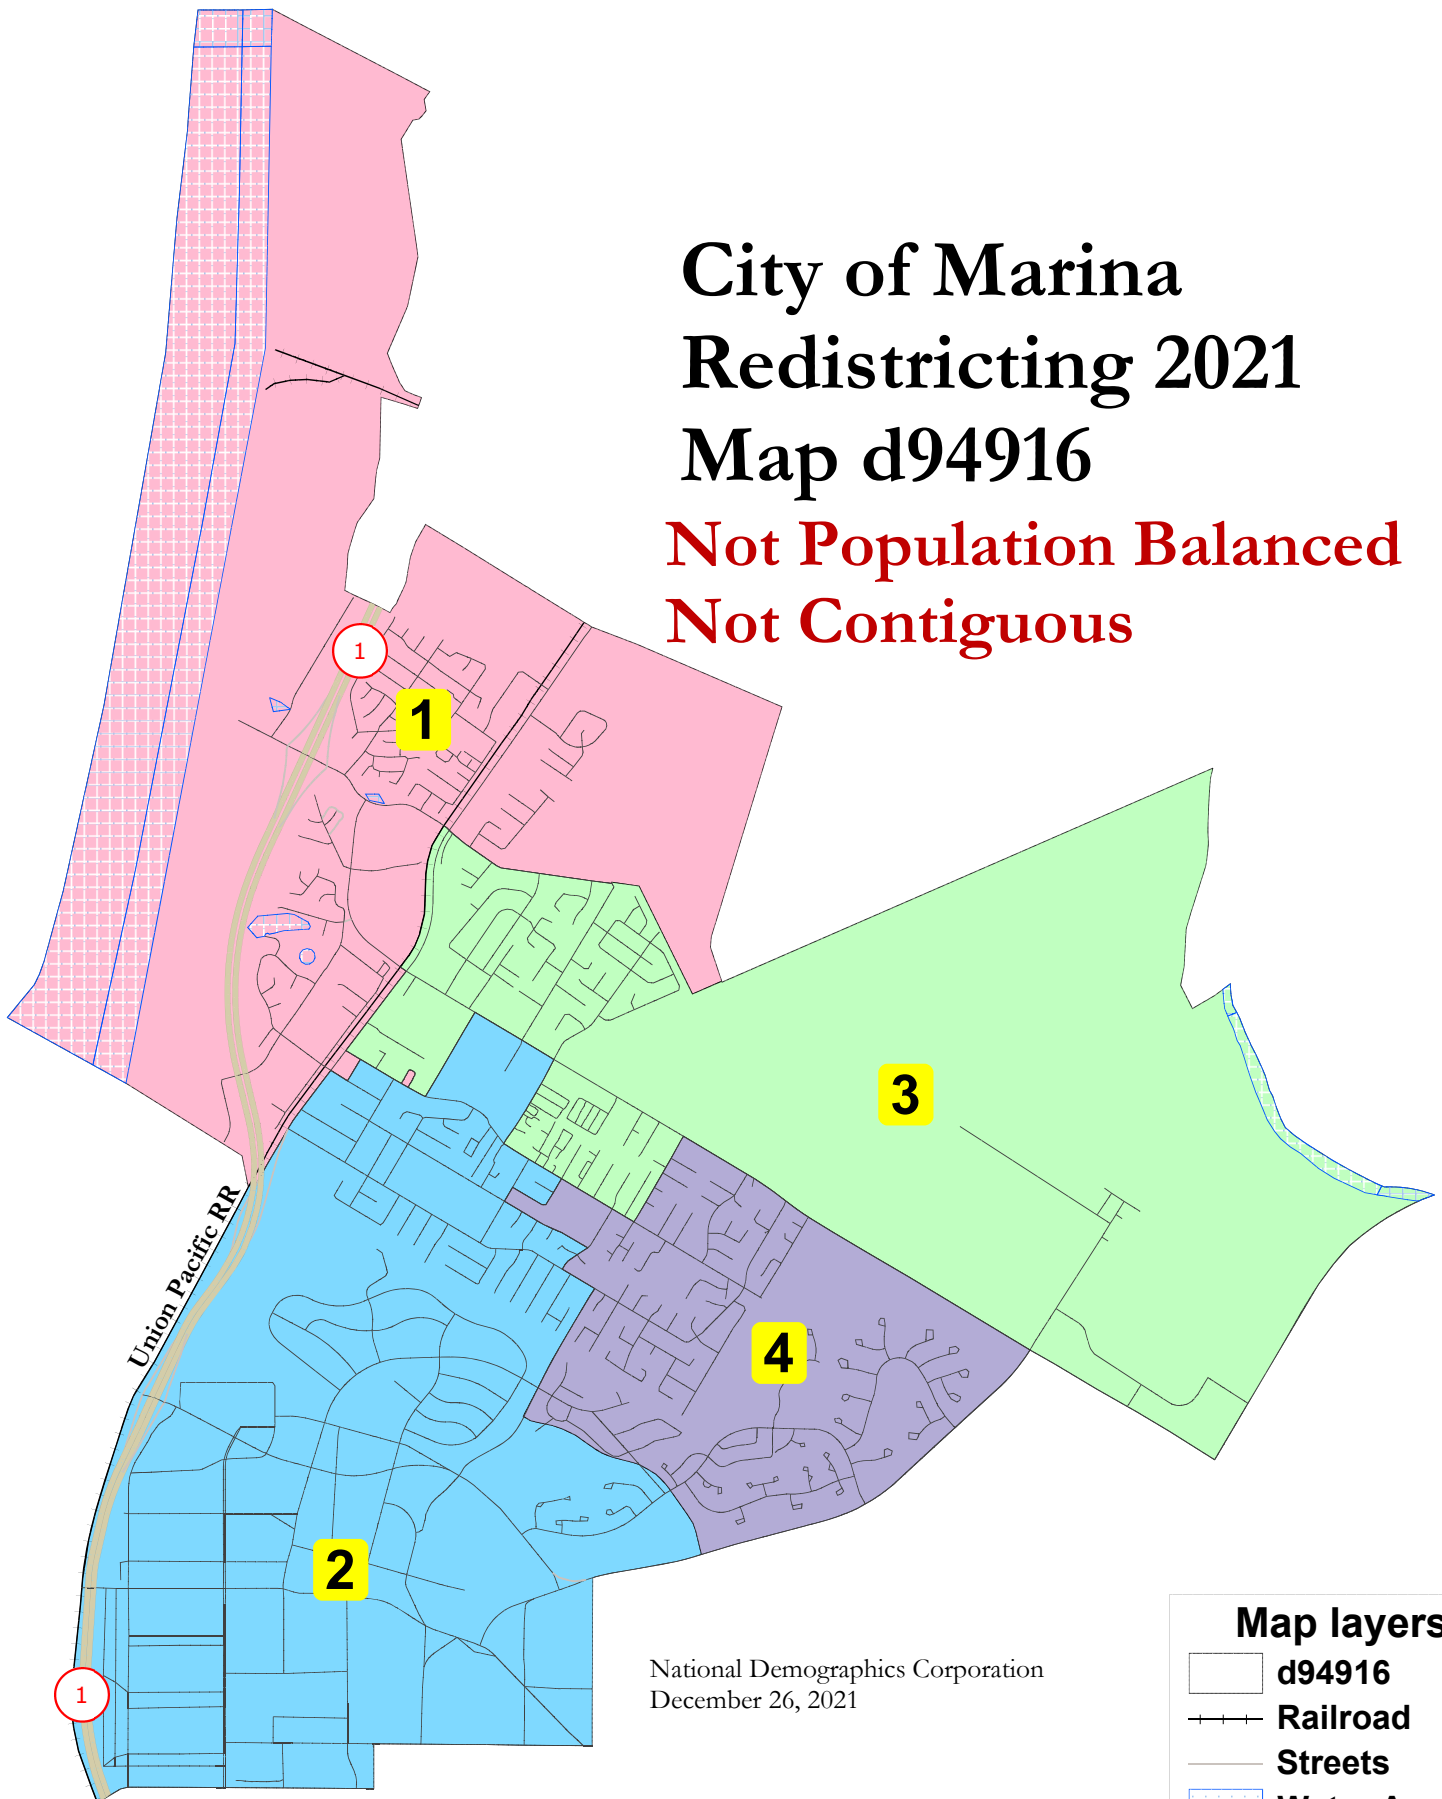 City of Marina
Redistricting 2021
Map d94916
Not Population Balanced
Not Contiguous
1
1
3
Union Pacific RR
4
2
1
National Demographics Corporation
December 26, 2021
Map layers
d94916
Railroad
Streets